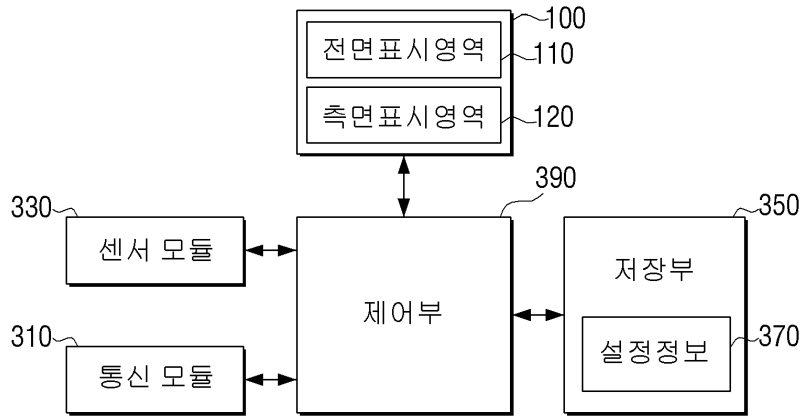 100
전면표시영역
110
측면표시영역
120
390
330
센서 모듈
350
저장부
제어부
310
통신 모듈
설정정보
370